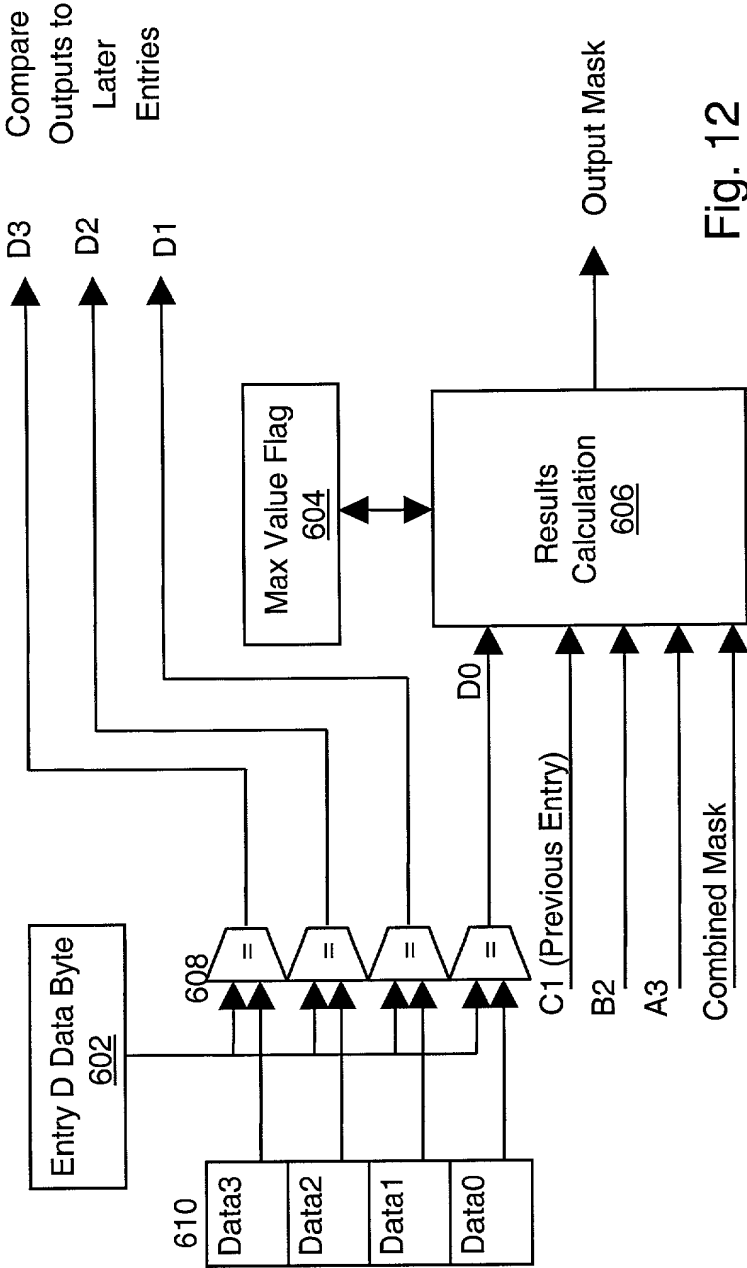 Compare
Outputs to
Later
Entries
D3
D2
D1
Entry D Data Byte
602
608
=
=
=
=
610
Data3
Data2
Data1
Data0
Max Value Flag
604
D0
C1 (Previous Entry)
B2
A3
Combined Mask
Results
Calculation
606
Output Mask
Fig. 12